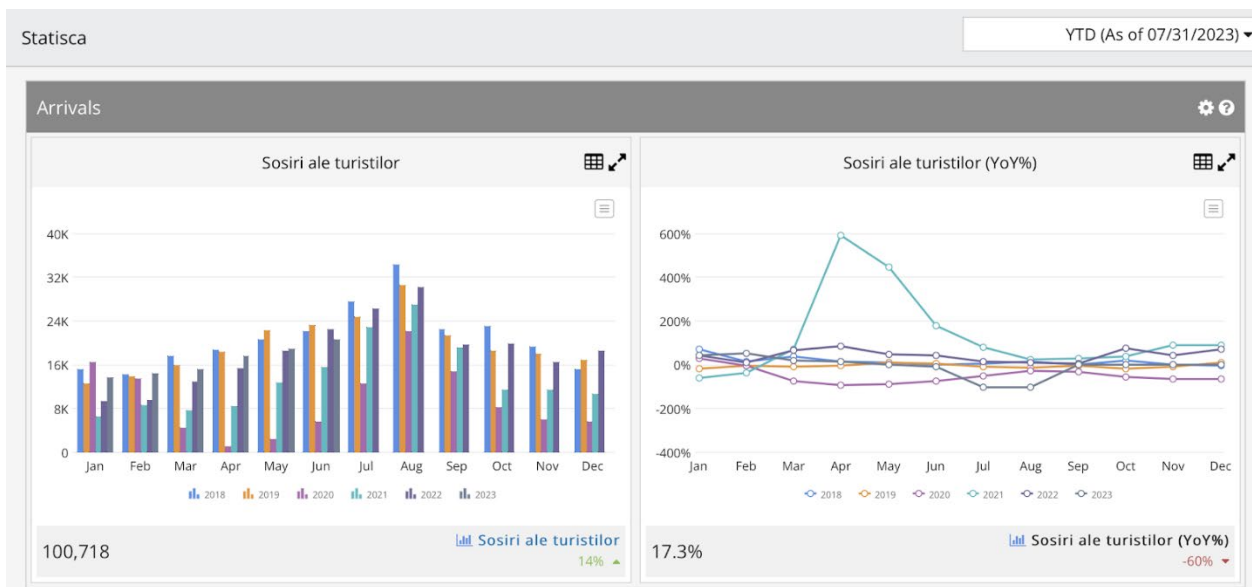 Statisca
YTD (As of 07/31/2023)
Arrivals
Sosiri ale turistilor
40K
32K
24K
16K
8K
0
Jan Feb Mar Apr May Jun Jul Aug Sep Oct Nov Dec
2018 2019 2020 2021 2022 2023
100,718
Sosiri ale turistilor
14%
Sosiri ale turistilor (YoY%)
600%
400%
200%
0%
-200%
-400%
Jan Feb Mar Apr May Jun Jul Aug Sep Oct Nov Dec
2018 2019 2020 2021 2022 2023
17.3%
Sosiri ale turistilor (YoY%)
-60%